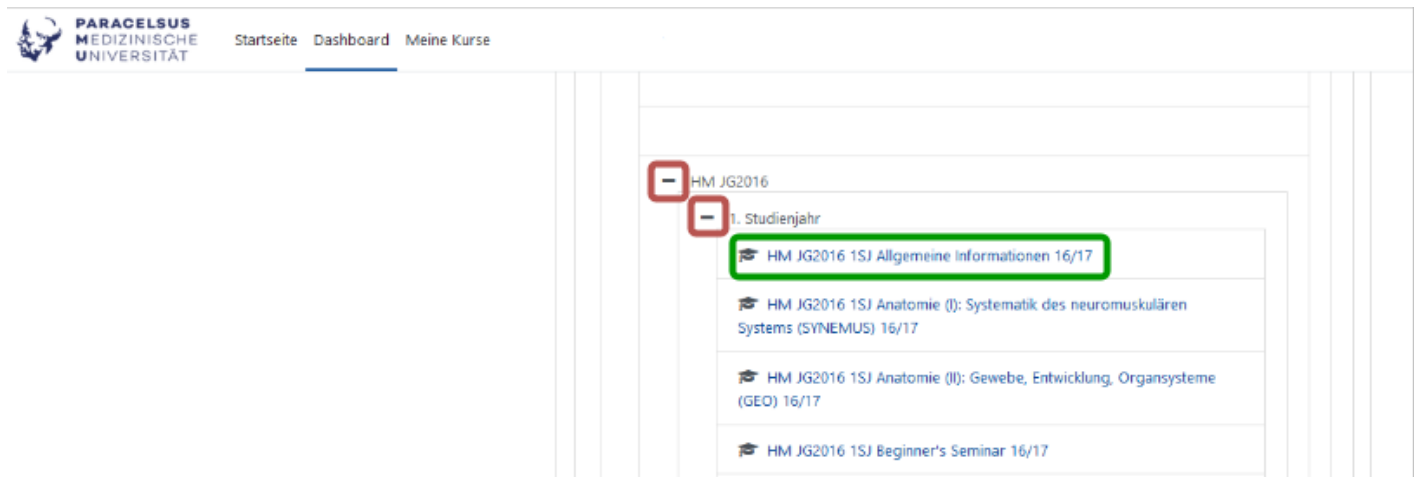 PARACELSUS
MEDIZINISCHE
UNIVERSITÄT
Startseite Dashboard Meine Kurse
HM JG2016
1. Studienjahr
HM JG2016 1SJ Allgemeine Informationen 16/17
HM JG2016 1SJ Anatomie (I): Systematik des neuromuskulären
Systems (SYNEMUS) 16/17
HM JG2016 1SJ Anatomie (II): Gewebe, Entwicklung, Organsysteme
(GEO) 16/17
HM JG2016 1SJ Beginner's Seminar 16/17